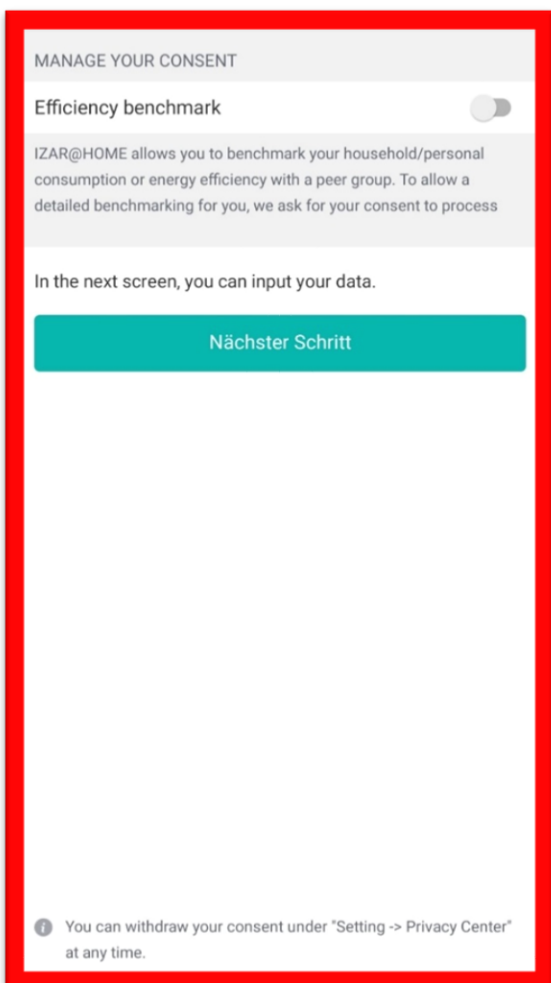 MANAGE YOUR CONSENT
Efficiency benchmark
IZAR@HOME allows you to benchmark your household/personal
consumption or energy efficiency with a peer group. To allow a
detailed benchmarking for you, we ask for your consent to process
In the next screen, you can input your data.
Nächster Schritt
You can withdraw your consent under "Setting -> Privacy Center"
at any time.